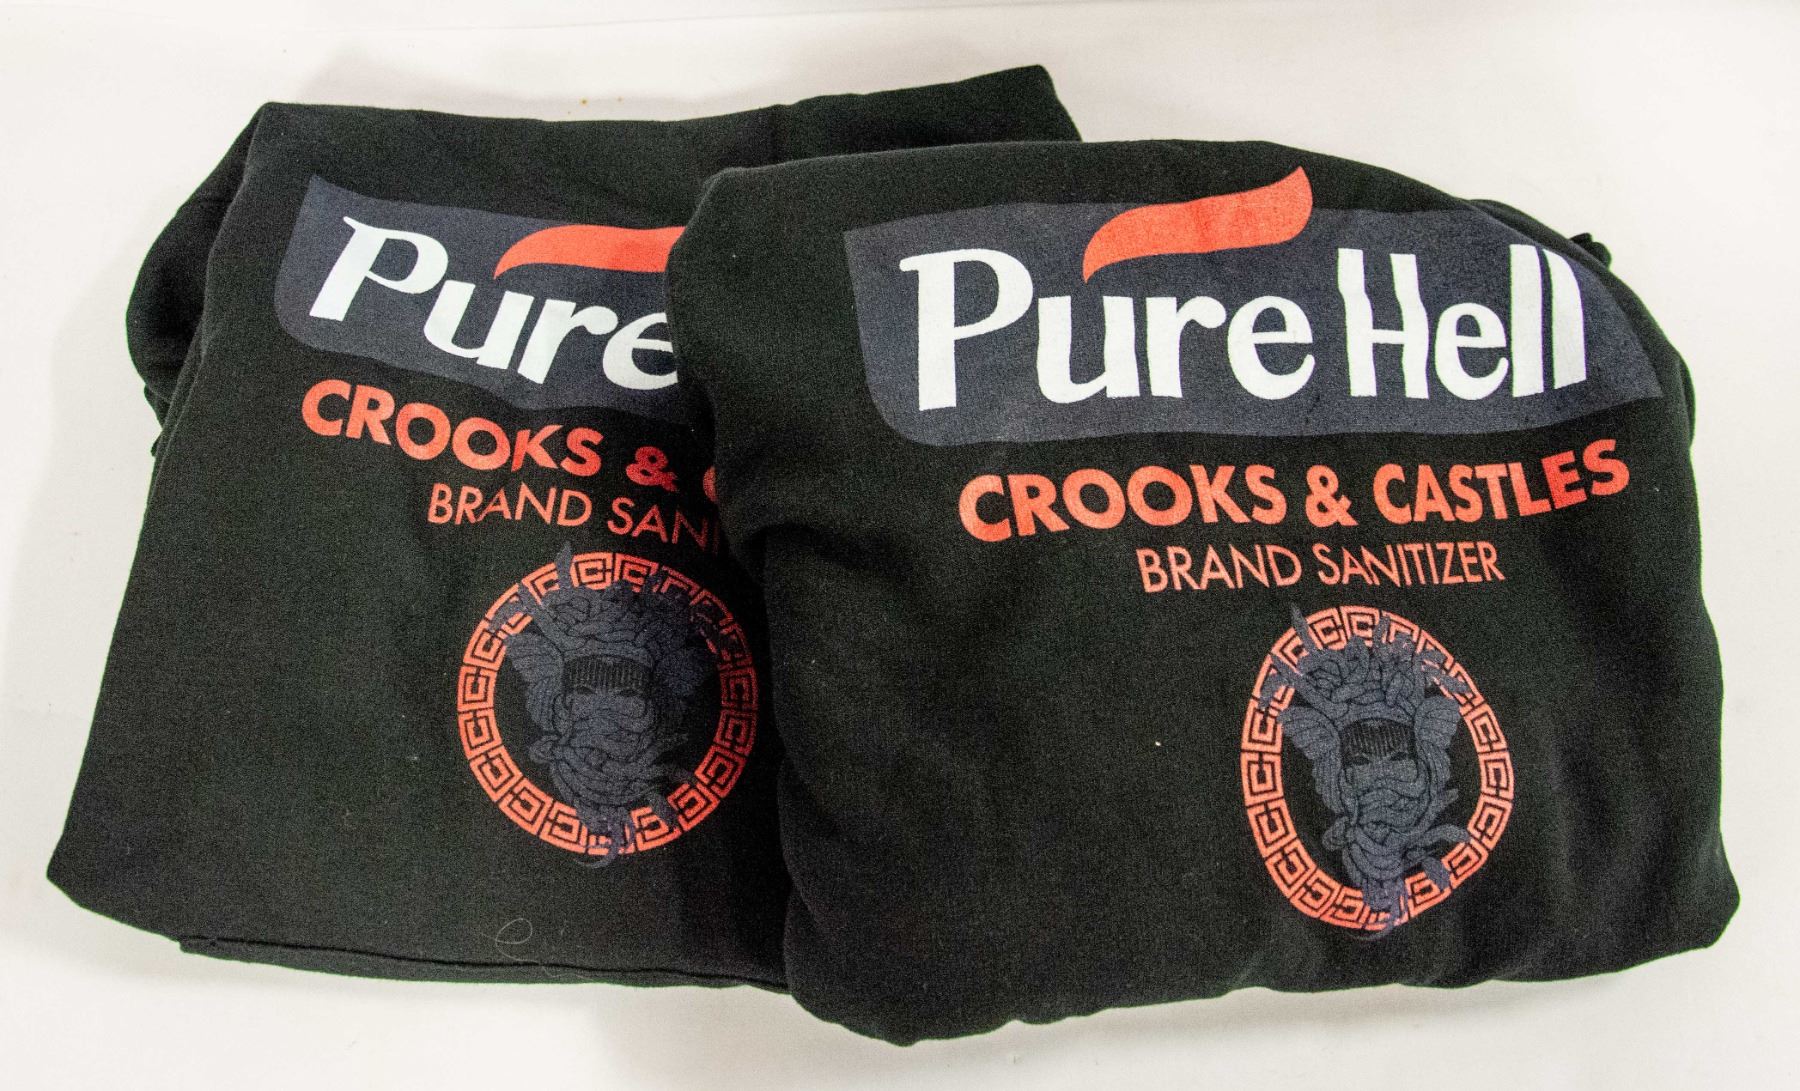 Pure
CROOKS &
BRAND SANI
Pure Hell
CROOKS & CASTLES
BRAND SANITIZER